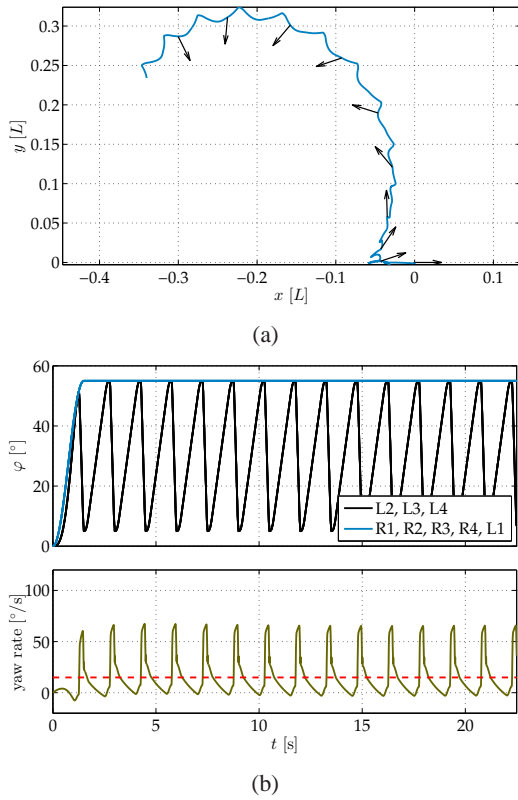 0.3
0.25
0.2
0.15
0.1
0.05
0
y [L]
−0.4 −0.3 −0.2 −0.1 0 0.1
x [L]
(a)
60
40
20
0
φ [°]
L2, L3, L4
R1, R2, R3, R4, L1
100
50
0
yaw rate [°/s]
0 5 10 15 20
t [s]
(b)